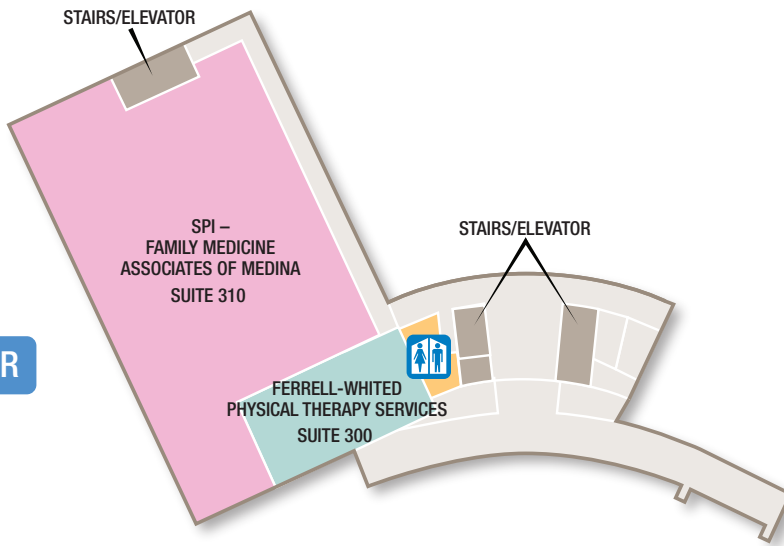 STAIRS/ELEVATOR
SPI –
FAMILY MEDICINE
ASSOCIATES OF MEDINA
SUITE 310
STAIRS/ELEVATOR
R
FERRELL-WHITED
PHYSICAL THERAPY SERVICES
SUITE 300